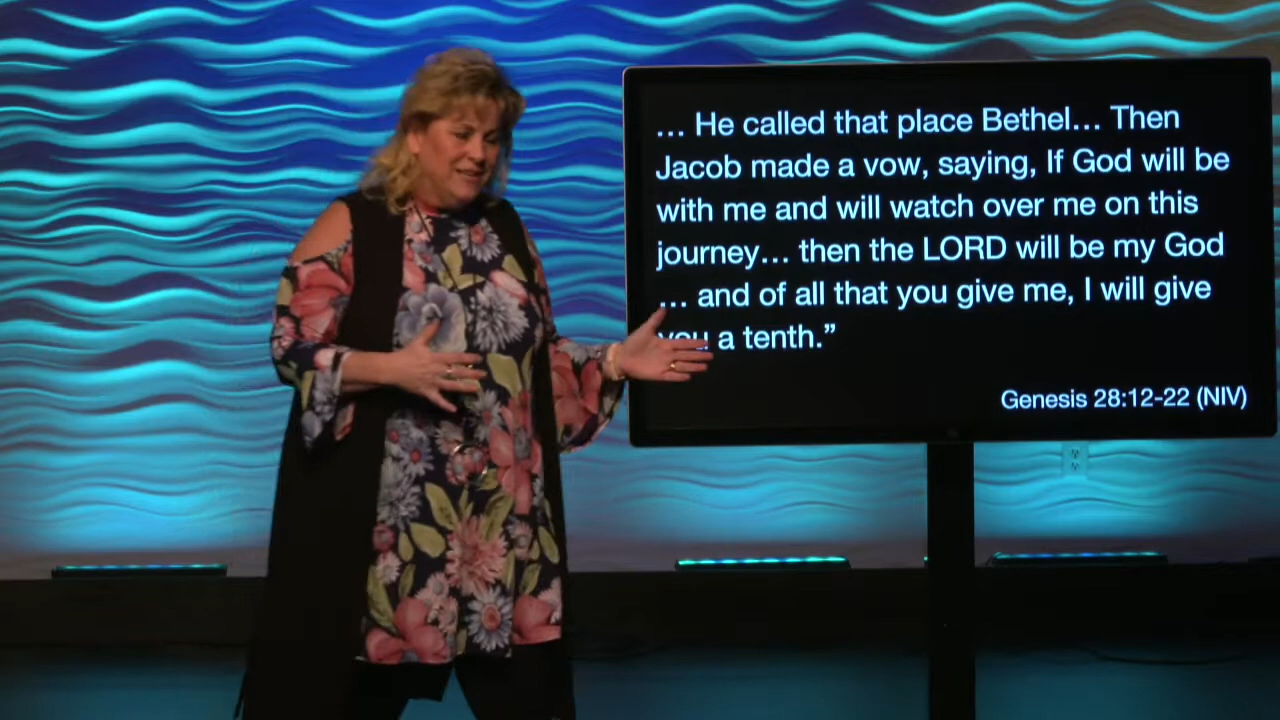 … He called that place Bethel… Then
Jacob made a vow, saying, If God will be
with me and will watch over me on this
journey… then the LORD will be my God
… and of all that you give me, I will give
you a tenth.”
Genesis 28:12-22 (NIV)